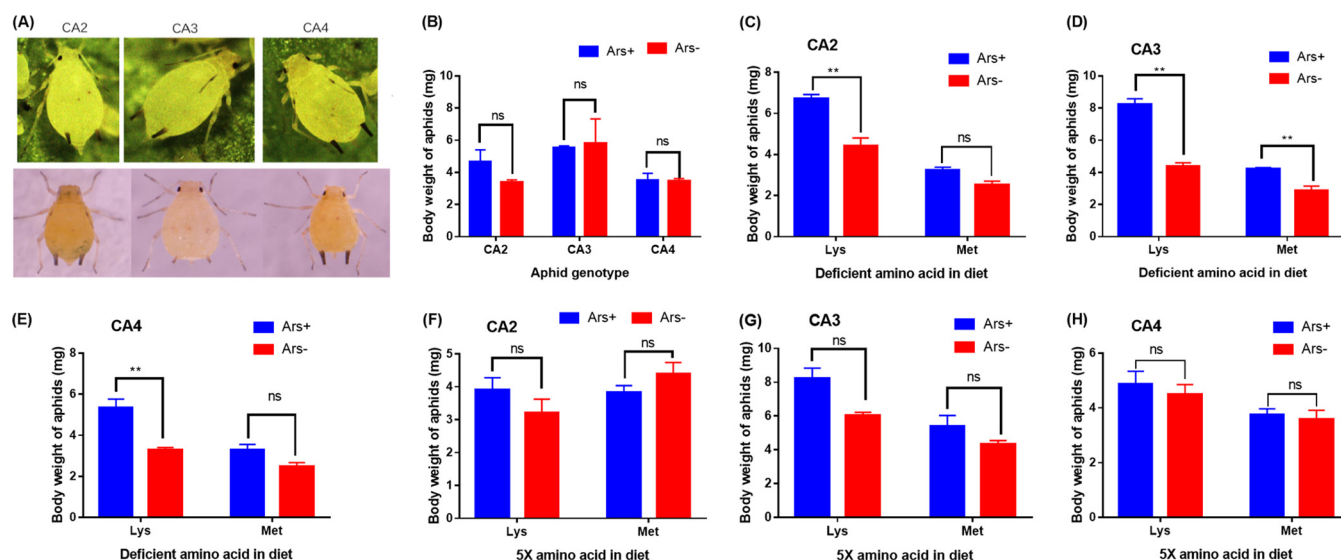 (A)
CA2 CA3 CA4
(B)
Ars+ Ars-
Body weight of aphids (mg)
8
6
4
2
0
ns ns ns
CA2 CA3 CA4
Aphid genotype
(C)
CA2
Ars+
Ars-
Body weight of aphids (mg)
8
6
4
2
0
** ns
Lys Met
Deficient amino acid in diet
(D)
CA3
Ars+
Ars-
Body weight of aphids (mg)
10
8
6
4
2
0
** **
Lys Met
Deficient amino acid in diet
(E)
CA4
Ars+
Ars-
Body weight of aphids (mg)
8
6
4
2
0
** ns
Lys Met
Deficient amino acid in diet
(F)
CA2
Ars+ Ars-
Body weight of aphids (mg)
5
4
3
2
1
0
ns ns
Lys Met
5X amino acid in diet
(G)
CA3
Ars+
Ars-
Body weight of aphids (mg)
10
8
6
4
2
0
ns ns
Lys Met
5X amino acid in diet
(H)
CA4
Ars+
Ars-
Body weight of aphids (mg)
6
4
2
0
ns ns
Lys Met
5X amino acid in diet